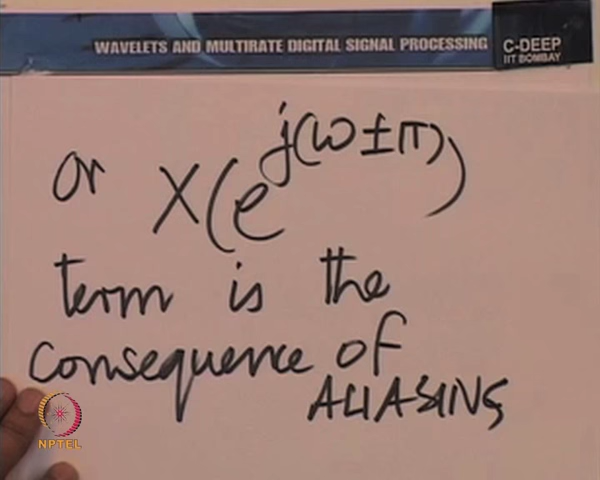 WAVELETS AND MULTIRATE DIGITAL SIGNAL PROCESSING
C-DEEP
IIT BOMBAY
or X(e^{j(ω±π)})
term is the
consequence of
ALIASING
NPTEL